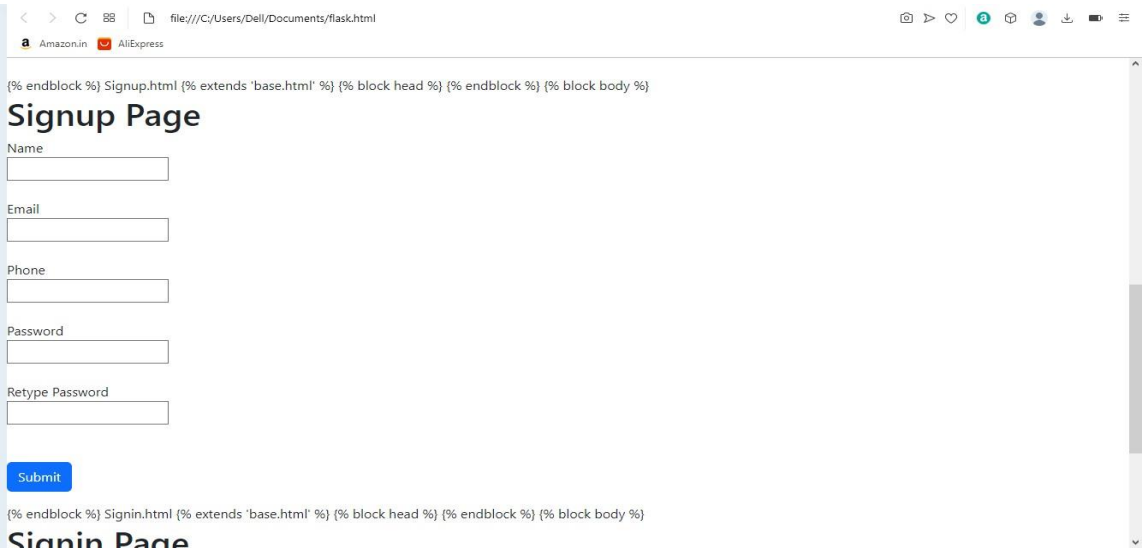 file:///C:/Users/Dell/Documents/flask.html
a Amazon.in AliExpress
{% endblock %} Signup.html {% extends 'base.html' %} {% block head %} {% endblock %} {% block body %}
Signup Page
Name
Email
Phone
Password
Retype Password
Submit
{% endblock %} Signin.html {% extends 'base.html' %} {% block head %} {% endblock %} {% block body %}
Signin Page